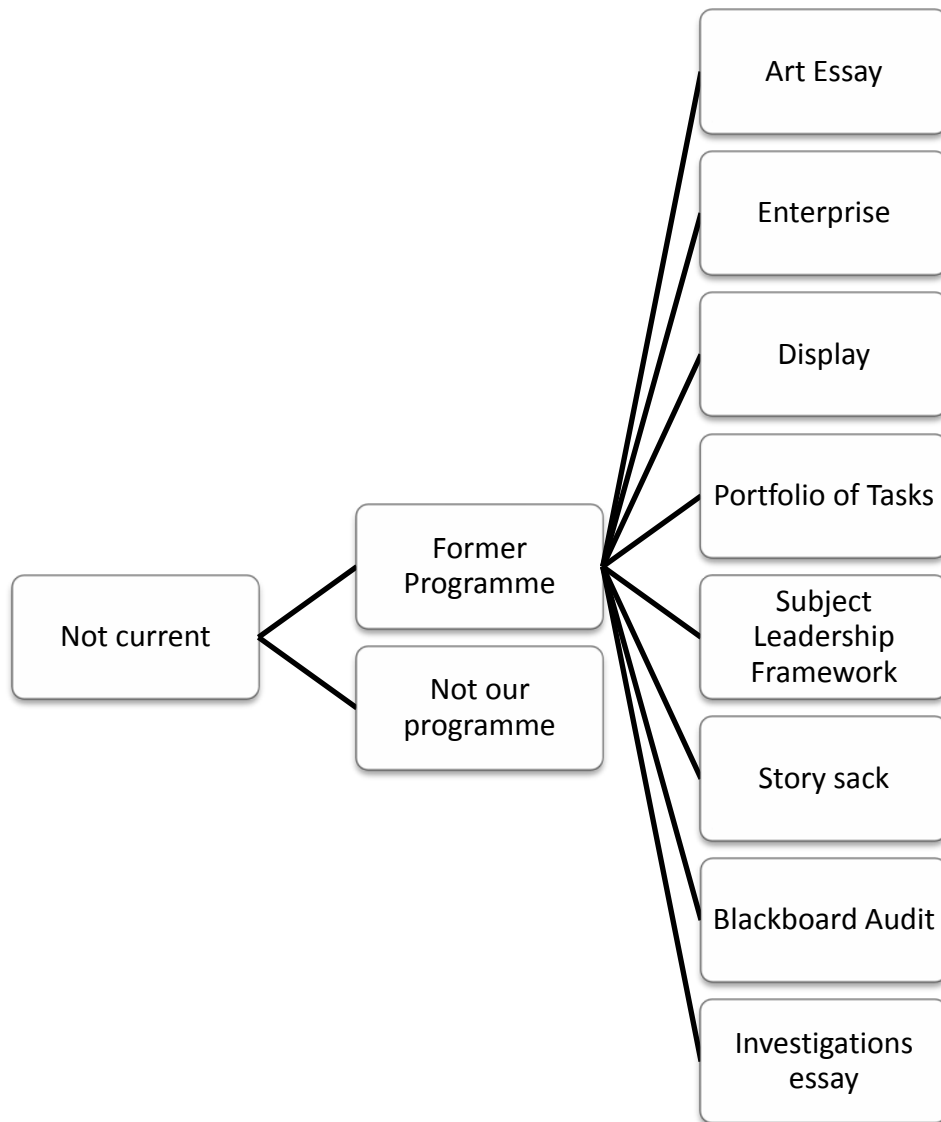 Not current
Former
Programme
Not our
programme
Art Essay
Enterprise
Display
Portfolio of Tasks
Subject
Leadership
Framework
Story sack
Blackboard Audit
Investigations
essay